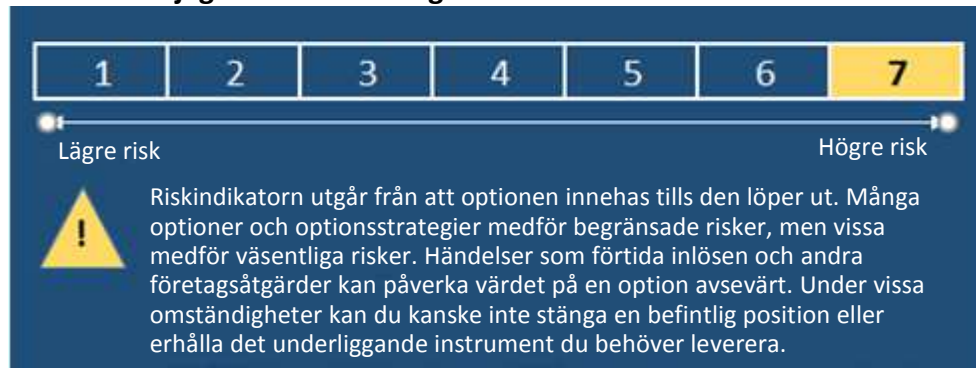 1 2 3 4 5 6 7
Lägre risk Högre risk
! Riskindikatorn utgår från att optionen innehas tills den löper ut. Många
optioner och optionsstrategier medför begränsade risker, men vissa
medför väsentliga risker. Händelser som förtida inlösen och andra
företagsåtgärder kan påverka värdet på en option avsevärt. Under vissa
omständigheter kan du kanske inte stänga en befintlig position eller
erhålla det underliggande instrument du behöver leverera.